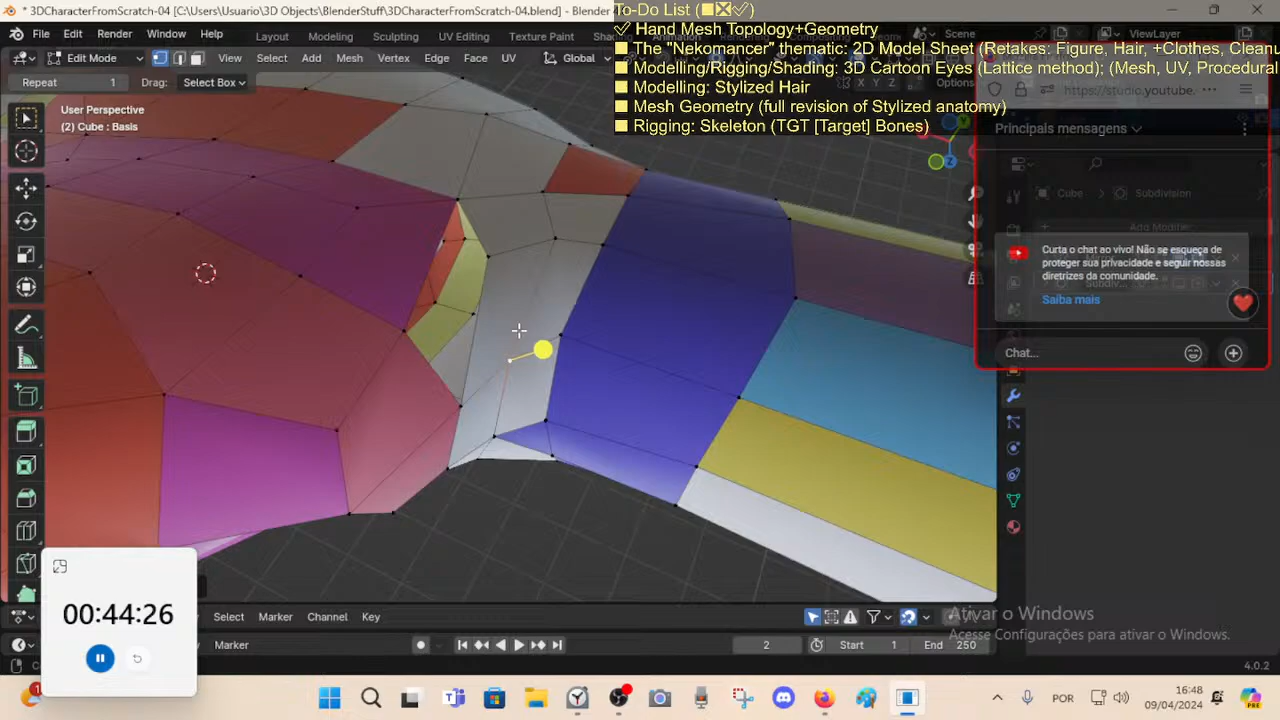 * 3DCharacterFromScratch-04 [C:\Users\Usuario\3D Objects\BlenderStuff\3DCharacterFromScratch-04.blend] - Blender
To-Do List (■☒✓)
✓ Hand Mesh Topology+Geometry
■ The "Nekomancer" thematic: 2D Model Sheet (Retakes: Figure, Hair, +Clothes, Clean
■ Modelling/Rigging/Shading: 3D Cartoon Eyes (Lattice method); (Mesh, UV, Procedural
■ Modelling: Stylized Hair
■ Mesh Geometry (full revision of Stylized anatomy)
■ Rigging: Skeleton (TGT [Target] Bones)
File Edit Render Window Help Layout Modeling Sculpting UV Editing Texture Paint Scene ViewLayer
Edit Mode View Select Add Mesh Vertex Edge Face UV Global
Repeat 1 Drag: Select Box X Y Z Options
https://studio.youtube.
User Perspective
(2) Cube : Basis
Principais mensagens
Cube Subdivision
Add Modifier
Curta o chat ao vivo! Não se esqueça de
proteger sua privacidade e seguir nossas
diretrizes da comunidade.
Saiba mais
Chat...
00:44:26
Select Marker Channel Key
Marker 2 Start 1 End 250
Ativar o Windows
Acesse Configurações para ativar o Windows.
4.0.2
POR
16:48
09/04/2024